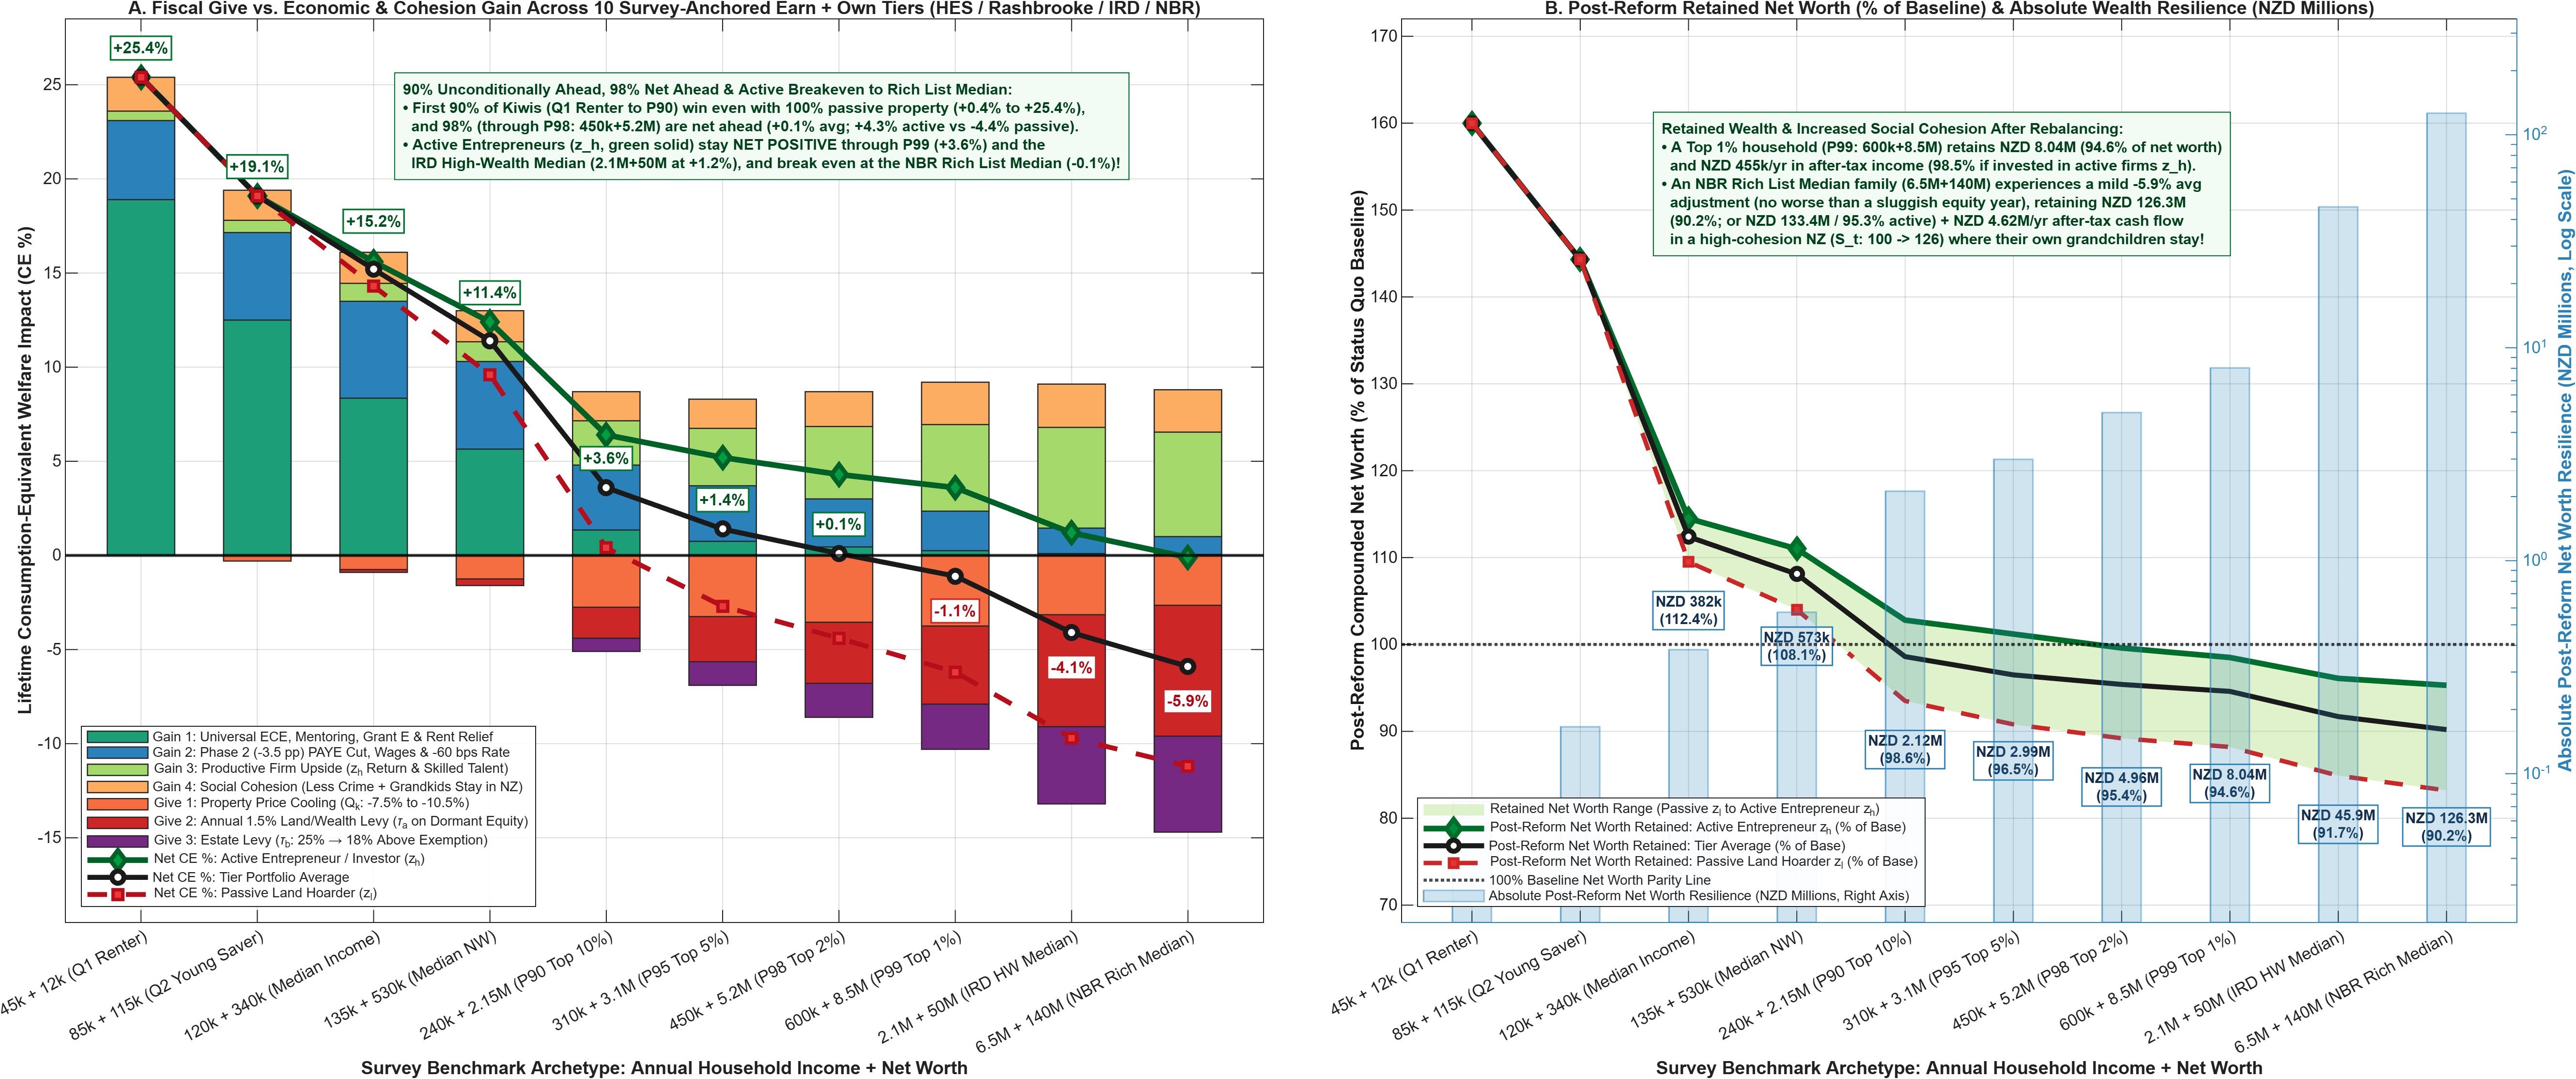 A. Fiscal Give vs. Economic & Cohesion Gain Across 10 Survey-Anchored Earn + Own Tiers (HES / Rashbrooke / IRD / NBR)
Lifetime Consumption-Equivalent Welfare Impact (CE %)
25
20
15
10
5
0
-5
-10
-15
+25.4%
+19.1%
+15.2%
+11.4%
+3.6%
+1.4%
+0.1%
-1.1%
-4.1%
-5.9%
90% Unconditionally Ahead, 98% Net Ahead & Active Breakeven to Rich List Median:
• First 90% of Kiwis (Q1 Renter to P90) win even with 100% passive property (+0.4% to +25.4%),
and 98% (through P98: 450k+5.2M) are net ahead (+0.1% avg; +4.3% active vs -4.4% passive).
• Active Entrepreneurs (z_h, green solid) stay NET POSITIVE through P99 (+3.6%) and the
IRD High-Wealth Median (2.1M+50M at +1.2%), and break even at the NBR Rich List Median (-0.1%)!
Gain 1: Universal ECE, Mentoring, Grant E & Rent Relief
Gain 2: Phase 2 (-3.5 pp) PAYE Cut, Wages & -60 bps Rate
Gain 3: Productive Firm Upside (zh Return & Skilled Talent)
Gain 4: Social Cohesion (Less Crime + Grandkids Stay in NZ)
Give 1: Property Price Cooling (Qk: -7.5% to -10.5%)
Give 2: Annual 1.5% Land/Wealth Levy (τa on Dormant Equity)
Give 3: Estate Levy (τb: 25% → 18% Above Exemption)
Net CE %: Active Entrepreneur / Investor (zh)
Net CE %: Tier Portfolio Average
Net CE %: Passive Land Hoarder (zl)
45k + 12k (Q1 Renter)
85k + 115k (Q2 Young Saver)
120k + 340k (Median Income)
135k + 530k (Median NW)
240k + 2.15M (P90 Top 10%)
310k + 3.1M (P95 Top 5%)
450k + 5.2M (P98 Top 2%)
600k + 8.5M (P99 Top 1%)
2.1M + 50M (IRD HW Median)
6.5M + 140M (NBR Rich Median)
Survey Benchmark Archetype: Annual Household Income + Net Worth
B. Post-Reform Retained Net Worth (% of Baseline) & Absolute Wealth Resilience (NZD Millions)
Post-Reform Compounded Net Worth (% of Status Quo Baseline)
170
160
150
140
130
120
110
100
90
80
70
Retained Wealth & Increased Social Cohesion After Rebalancing:
• A Top 1% household (P99: 600k+8.5M) retains NZD 8.04M (94.6% of net worth)
and NZD 455k/yr in after-tax income (98.5% if invested in active firms z_h).
• An NBR Rich List Median family (6.5M+140M) experiences a mild -5.9% avg
adjustment (no worse than a sluggish equity year), retaining NZD 126.3M
(90.2%; or NZD 133.4M / 95.3% active) + NZD 4.62M/yr after-tax cash flow
in a high-cohesion NZ (S_t: 100 -> 126) where their own grandchildren stay!
NZD 382k
(112.4%)
NZD 573k
(108.1%)
NZD 2.12M
(98.6%)
NZD 2.99M
(96.5%)
NZD 4.96M
(95.4%)
NZD 8.04M
(94.6%)
NZD 45.9M
(91.7%)
NZD 126.3M
(90.2%)
Retained Net Worth Range (Passive zl to Active Entrepreneur zh)
Post-Reform Net Worth Retained: Active Entrepreneur zh (% of Base)
Post-Reform Net Worth Retained: Tier Average (% of Base)
Post-Reform Net Worth Retained: Passive Land Hoarder zl (% of Base)
100% Baseline Net Worth Parity Line
Absolute Post-Reform Net Worth Resilience (NZD Millions, Right Axis)
10²
10¹
10⁰
10⁻¹
Absolute Post-Reform Net Worth Resilience (NZD Millions, Log Scale)
45k + 12k (Q1 Renter)
85k + 115k (Q2 Young Saver)
120k + 340k (Median Income)
135k + 530k (Median NW)
240k + 2.15M (P90 Top 10%)
310k + 3.1M (P95 Top 5%)
450k + 5.2M (P98 Top 2%)
600k + 8.5M (P99 Top 1%)
2.1M + 50M (IRD HW Median)
6.5M + 140M (NBR Rich Median)
Survey Benchmark Archetype: Annual Household Income + Net Worth